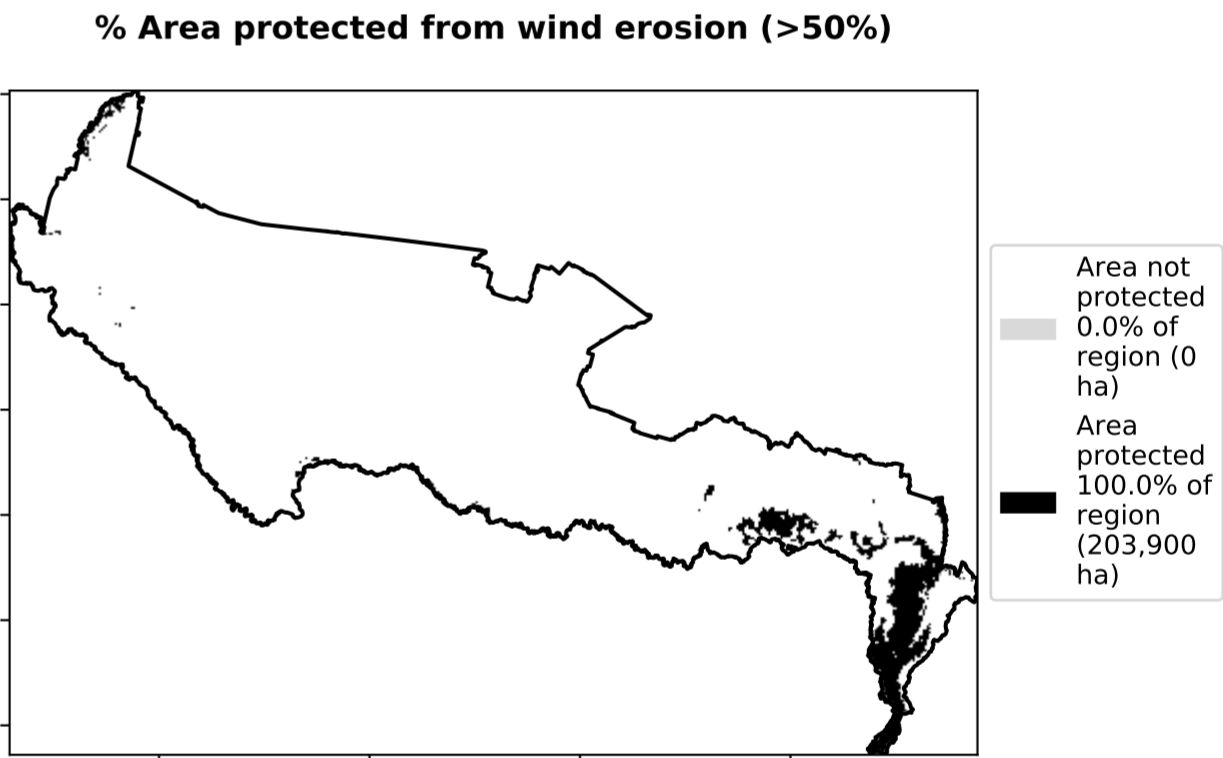 % Area protected from wind erosion (>50%)
Area not
protected
0.0% of
region (0
ha)
Area
protected
100.0% of
region
(203,900
ha)